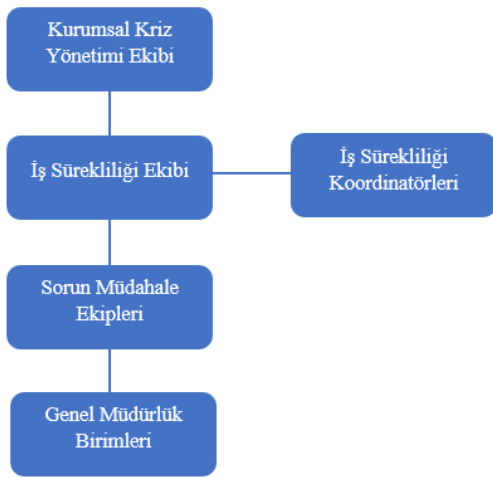 Kurumsal Kriz
Yönetimi Ekibi
İş Sürekliliği Ekibi
İş Sürekliliği
Koordinatörleri
Sorun Müdahale
Ekipleri
Genel Müdürlük
Birimleri